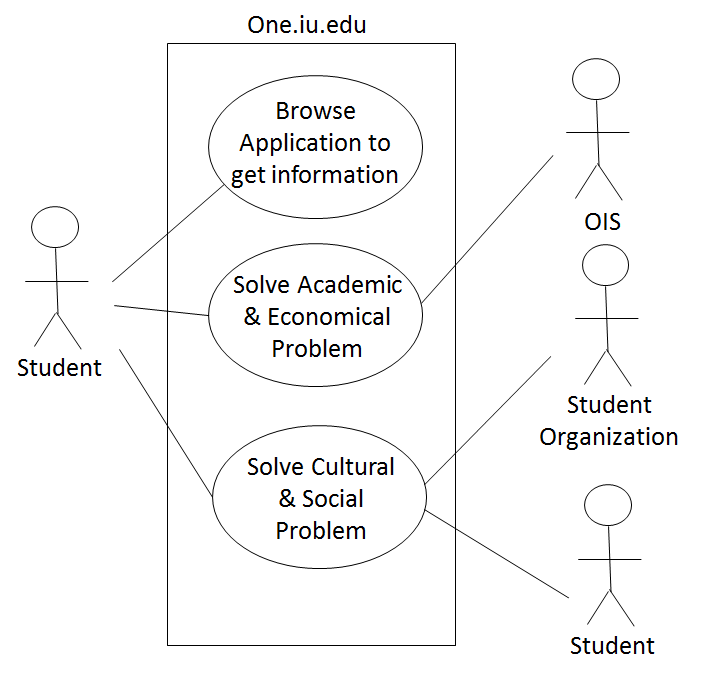 One.iu.edu
Browse
Application to
get information
Solve Academic
& Economical
Problem
Solve Cultural
& Social
Problem
Student
OIS
Student
Organization
Student